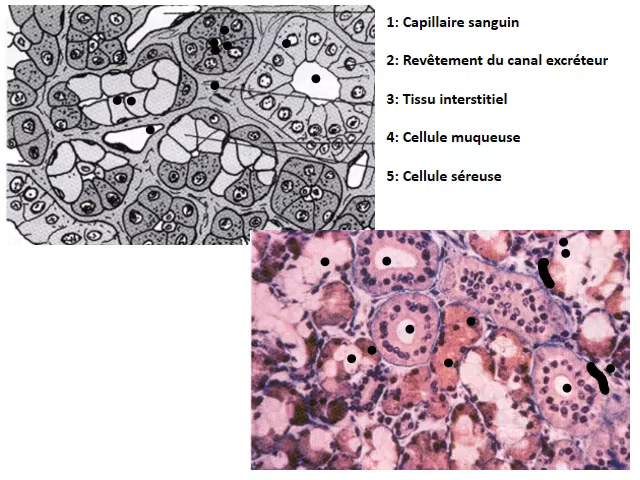 1: Capillaire sanguin
2: Revêtement du canal excréteur
3: Tissu interstitiel
4: Cellule muqueuse
5: Cellule séreuse